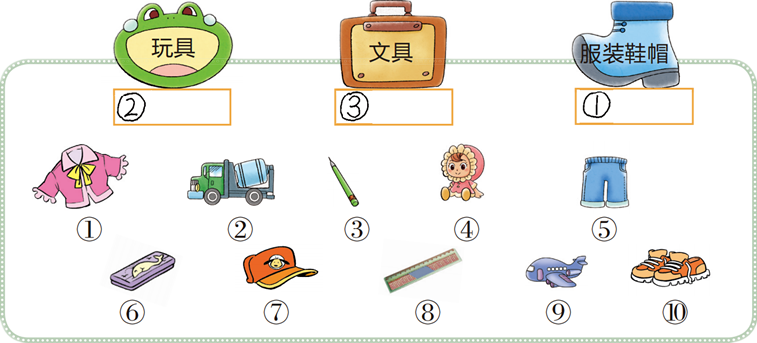 玩具 文具 服装鞋帽
② ③ ①
① ② ③ ④ ⑤
⑥ ⑦ ⑧ ⑨ ⑩